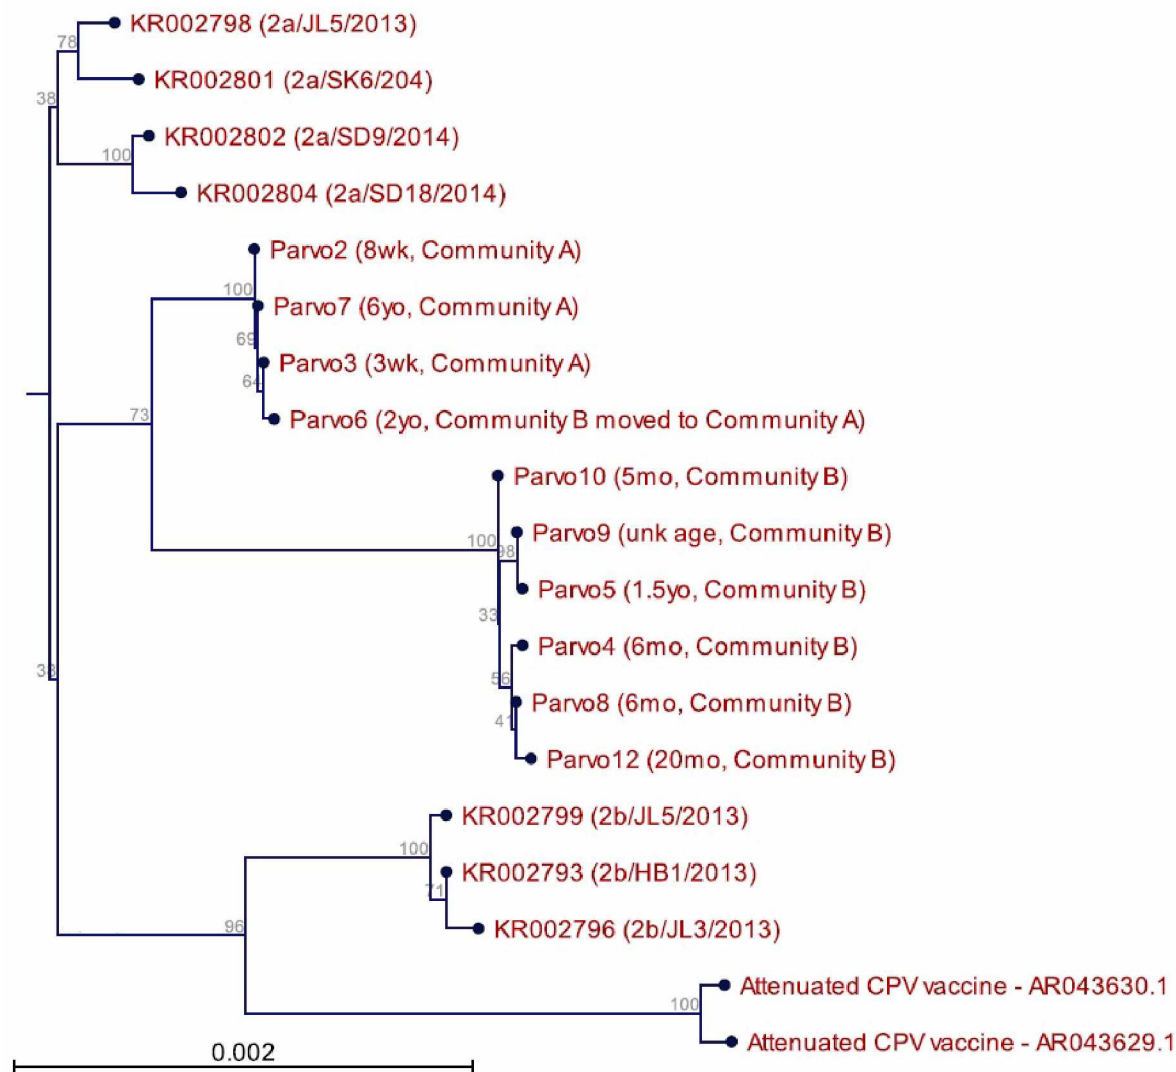 KR002798 (2a/JL5/2013)
78
KR002801 (2a/SK6/204)
38
KR002802 (2a/SD9/2014)
100
KR002804 (2a/SD18/2014)
Parvo2 (8wk, Community A)
100
Parvo7 (6yo, Community A)
69
Parvo3 (3wk, Community A)
64
Parvo6 (2yo, Community B moved to Community A)
73
Parvo10 (5mo, Community B)
Parvo9 (unk age, Community B)
100
98
Parvo5 (1.5yo, Community B)
33
Parvo4 (6mo, Community B)
38
56
Parvo8 (6mo, Community B)
41
Parvo12 (20mo, Community B)
KR002799 (2b/JL5/2013)
100
KR002793 (2b/HB1/2013)
71
96
KR002796 (2b/JL3/2013)
Attenuated CPV vaccine - AR043630.1
100
Attenuated CPV vaccine - AR043629.1
0.002